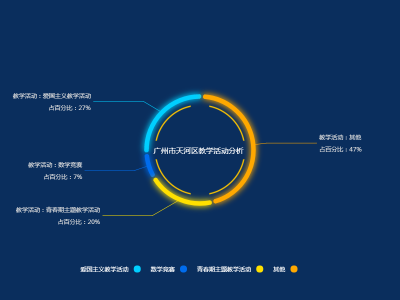 教学活动：爱国主义教学活动
占百分比：27%
教学活动：其他
占百分比：47%
广州市天河区教学活动分析
教学活动：数学竞赛
占百分比：7%
教学活动：青春期主题教学活动
占百分比：20%
爱国主义教学活动 数学竞赛 青春期主题教学活动 其他